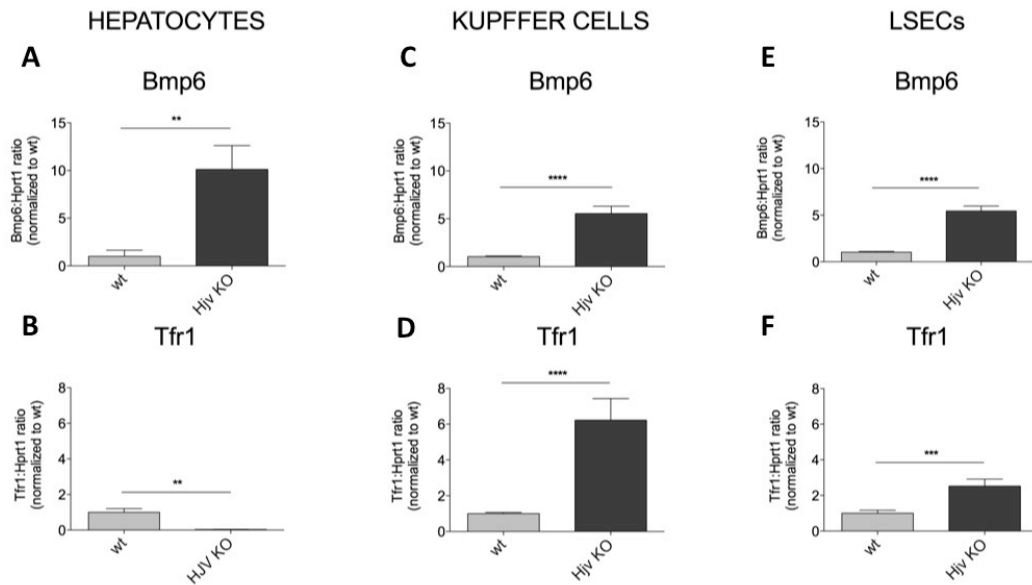 HEPATOCYTES
KUPFFER CELLS
LSECs
A
Bmp6
Bmp6:Hprt1 ratio
(normalized to wt)
15
10
5
0
**
wt
Hjv KO
C
Bmp6
Bmp6:Hprt1 ratio
(normalized to wt)
15
10
5
0
****
wt
Hjv KO
E
Bmp6
Bmp6:Hprt1 ratio
(normalized to wt)
15
10
5
0
****
wt
Hjv KO
B
Tfr1
Tfr1:Hprt1 ratio
(normalized to wt)
8
6
4
2
0
**
wt
HJV KO
D
Tfr1
Tfr1:Hprt1 ratio
(normalized to wt)
8
6
4
2
0
****
wt
Hjv KO
F
Tfr1
Tfr1:Hprt1 ratio
(normalized to wt)
8
6
4
2
0
***
wt
Hjv KO